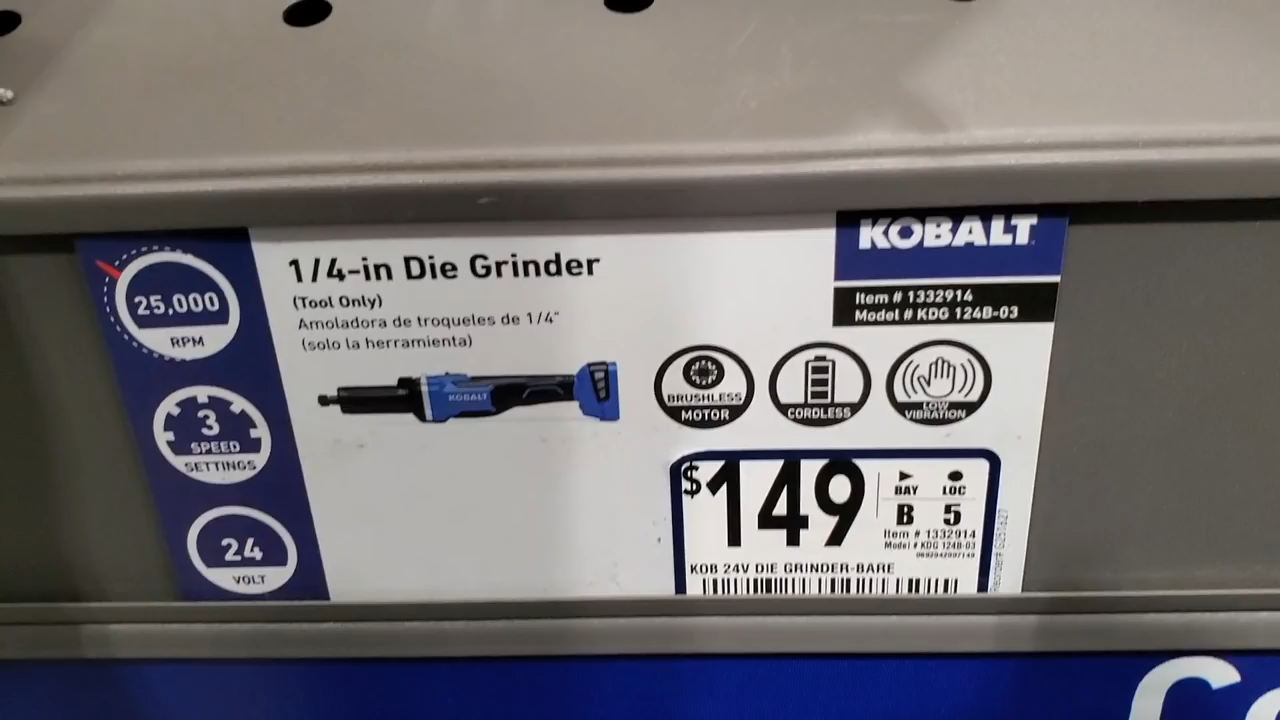 KOBALT
Item # 1332914
Model # KDG 124B-03
1/4-in Die Grinder
(Tool Only)
Amoladora de troqueles de 1/4"
(solo la herramienta)
25,000
RPM
3
SPEED
SETTINGS
24
VOLT
KOBALT
BRUSHLESS
MOTOR
CORDLESS
LOW
VIBRATION
$149
BAY LOC
B 5
Item # 1332914
Model # KDG 124B-03
KOB 24V DIE GRINDER-BARE